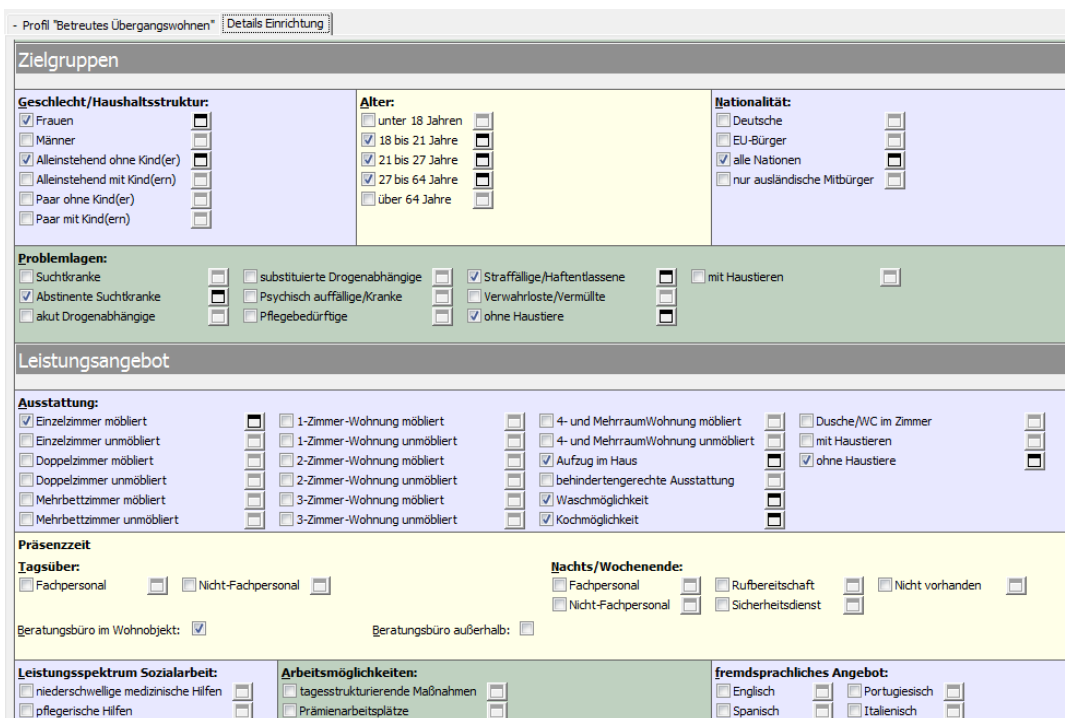 - Profil "Betreutes Übergangswohnen" Details Einrichtung
Zielgruppen
Geschlecht/Haushaltsstruktur:
Frauen
Männer
Alleinstehend ohne Kind(er)
Alleinstehend mit Kind(ern)
Paar ohne Kind(er)
Paar mit Kind(ern)
Alter:
unter 18 Jahren
18 bis 21 Jahre
21 bis 27 Jahre
27 bis 64 Jahre
über 64 Jahre
Nationalität:
Deutsche
EU-Bürger
alle Nationen
nur ausländische Mitbürger
Problemlagen:
Suchtkranke substituierte Drogenabhängige Straffällige/Haftentlassene mit Haustieren
Abstinente Suchtkranke Psychisch auffällige/Kranke Verwahrloste/Vermüllte
akut Drogenabhängige Pflegebedürftige ohne Haustiere
Leistungsangebot
Ausstattung:
Einzelzimmer möbliert 1-Zimmer-Wohnung möbliert 4- und MehrraumWohnung möbliert Dusche/WC im Zimmer
Einzelzimmer unmöbliert 1-Zimmer-Wohnung unmöbliert 4- und MehrraumWohnung unmöbliert mit Haustieren
Doppelzimmer möbliert 2-Zimmer-Wohnung möbliert Aufzug im Haus ohne Haustiere
Doppelzimmer unmöbliert 2-Zimmer-Wohnung unmöbliert behindertengerechte Ausstattung
Mehrbettzimmer möbliert 3-Zimmer-Wohnung möbliert Waschmöglichkeit
Mehrbettzimmer unmöbliert 3-Zimmer-Wohnung unmöbliert Kochmöglichkeit
Präsenzzeit
Tagsüber:
Fachpersonal Nicht-Fachpersonal
Nachts/Wochenende:
Fachpersonal Rufbereitschaft Nicht vorhanden
Nicht-Fachpersonal Sicherheitsdienst
Beratungsbüro im Wohnobjekt: Beratungsbüro außerhalb:
Leistungsspektrum Sozialarbeit:
niederschwellige medizinische Hilfen
pflegerische Hilfen
Arbeitsmöglichkeiten:
tagesstrukturierende Maßnahmen
Prämienarbeitsplätze
fremdsprachliches Angebot:
Englisch Portugiesisch
Spanisch Italienisch